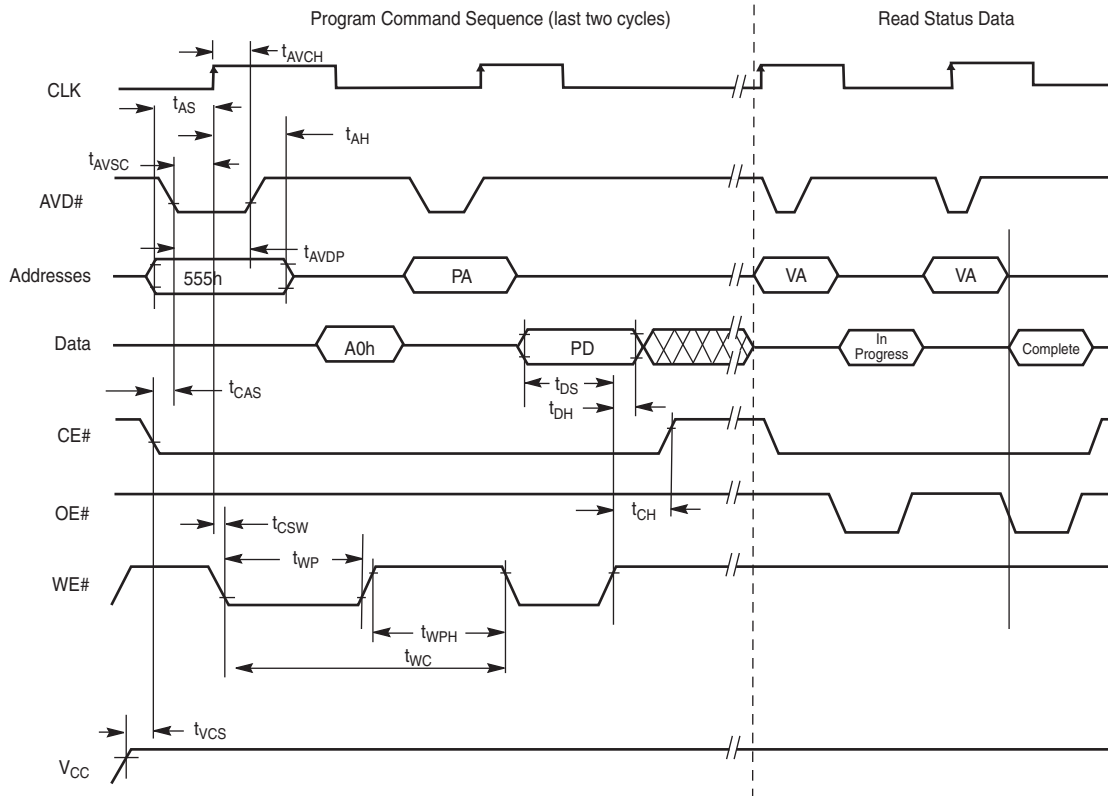 Program Command Sequence (last two cycles)
Read Status Data
tAVCH
CLK
tAS
tAH
tAVSC
AVD#
tAVDP
Addresses
555h
PA
VA
VA
Data
A0h
PD
In
Progress
Complete
tCAS
tDS
tDH
CE#
OE#
tCSW
tCH
tWP
WE#
tWPH
tWC
tVCS
VCC